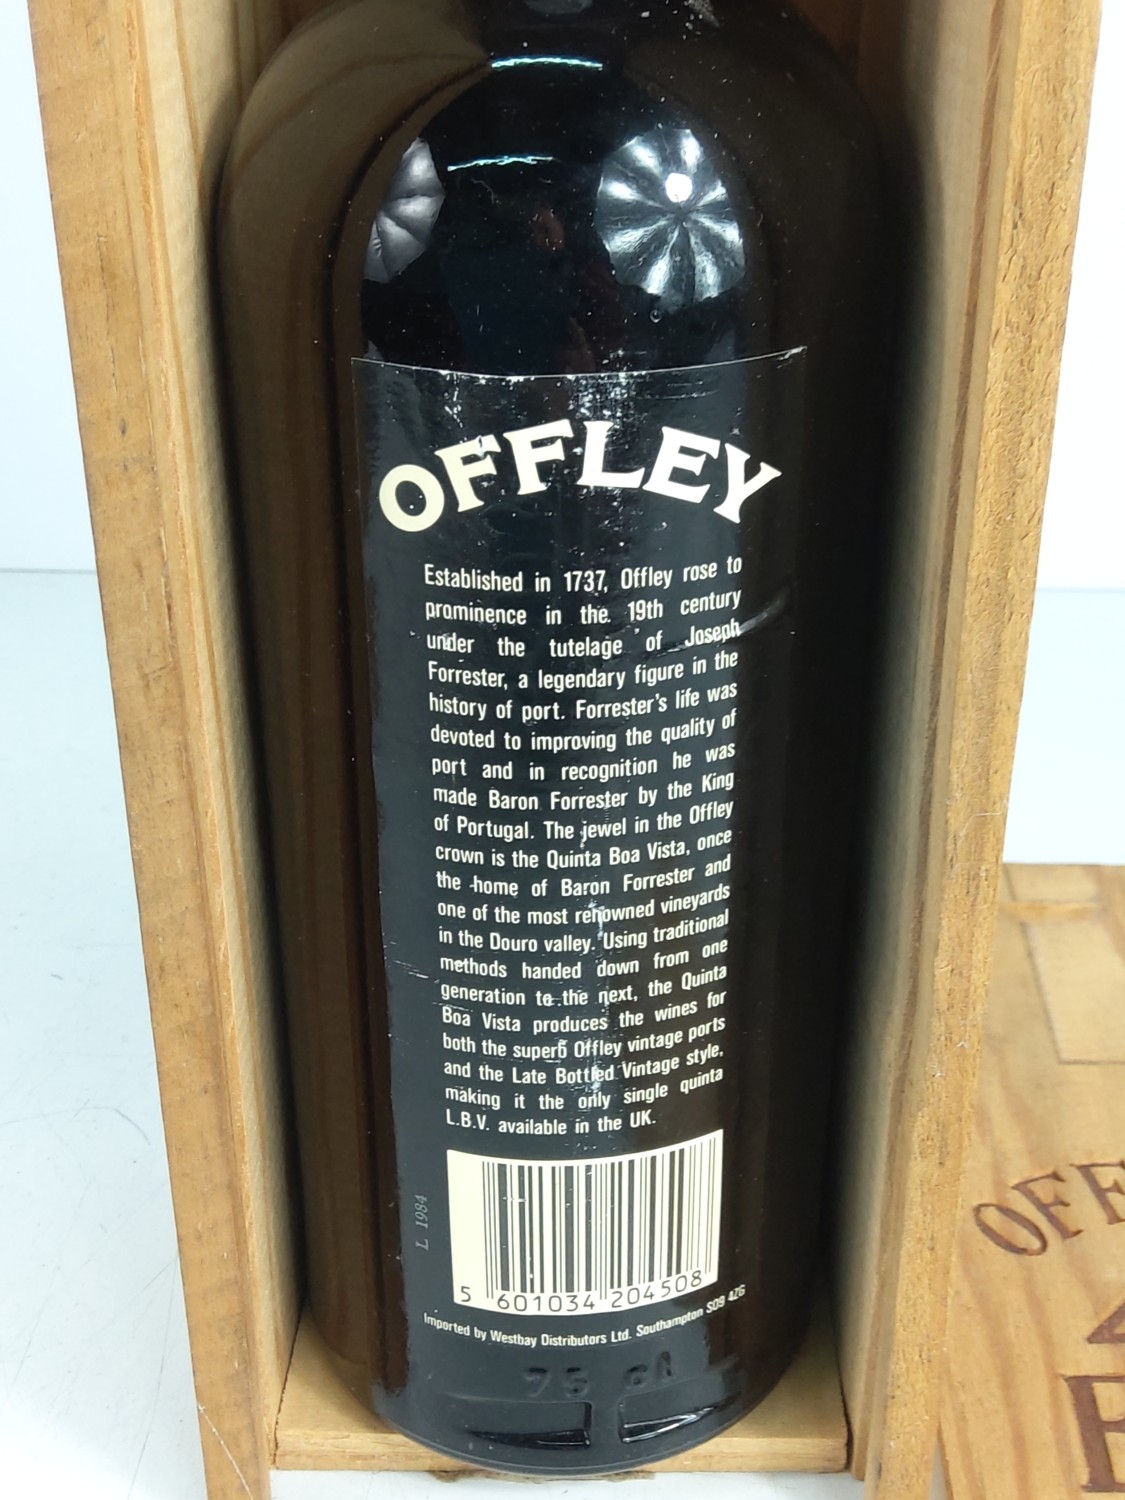 OFFLEY
Established in 1737, Offley rose to
prominence in the 19th century
under the tutelage of Joseph
Forrester, a legendary figure in the
history of port. Forrester's life was
devoted to improving the quality of
port and in recognition he was
made Baron Forrester by the King
of Portugal. The jewel in the Offley
crown is the Quinta Boa Vista, once
the home of Baron Forrester and
one of the most renowned vineyards
in the Douro valley. Using traditional
methods handed down from one
generation to the next, the Quinta
Boa Vista produces the wines for
both the superb Offley vintage ports
and the Late Bottled Vintage style,
making it the only single quinta
L.B.V. available in the UK.
L 1984
5 601034 204508
Imported by Westbay Distributors Ltd. Southampton SO9 4ZG
75 cl
OFF